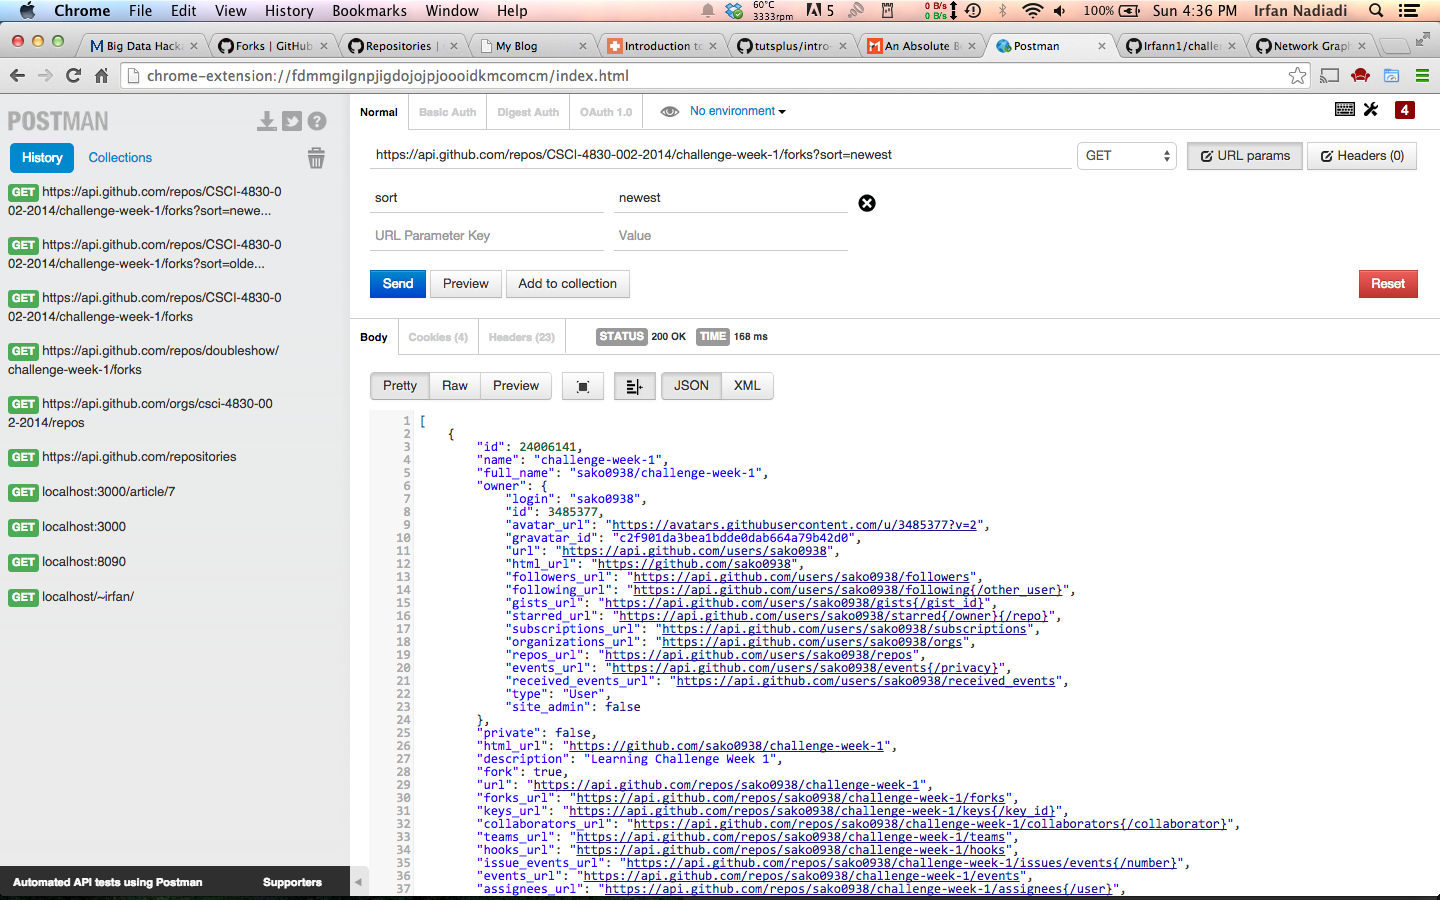 Chrome File Edit View History Bookmarks Window Help 60°C 3333rpm 5 0 B/s 0 B/s 100% Sun 4:36 PM Irfan Nadiadi
Big Data Hack Forks | GitHub Repositories | My Blog Introduction to tutsplus/intro- An Absolute B Postman Irfann1/challen Network Graph
chrome-extension://fdmmgilgnpjigdojojpjoooidkmcomcm/index.html
POSTMAN
History Collections
GET https://api.github.com/repos/CSCI-4830-0
02-2014/challenge-week-1/forks?sort=newe...
GET https://api.github.com/repos/CSCI-4830-0
02-2014/challenge-week-1/forks?sort=olde...
GET https://api.github.com/repos/CSCI-4830-0
02-2014/challenge-week-1/forks
GET https://api.github.com/repos/doubleshow/
challenge-week-1/forks
GET https://api.github.com/orgs/csci-4830-00
2-2014/repos
GET https://api.github.com/repositories
GET localhost:3000/article/7
GET localhost:3000
GET localhost:8090
GET localhost/~irfan/
Automated API tests using Postman Supporters
Normal Basic Auth Digest Auth OAuth 1.0 No environment 4
https://api.github.com/repos/CSCI-4830-002-2014/challenge-week-1/forks?sort=newest GET URL params Headers (0)
sort newest
URL Parameter Key Value
Send Preview Add to collection Reset
Body Cookies (4) Headers (23) STATUS 200 OK TIME 168 ms
Pretty Raw Preview JSON XML
1 [
2 {
3 "id": 24006141,
4 "name": "challenge-week-1",
5 "full_name": "sako0938/challenge-week-1",
6 "owner": {
7 "login": "sako0938",
8 "id": 3485377,
9 "avatar_url": "https://avatars.githubusercontent.com/u/3485377?v=2",
10 "gravatar_id": "c2f901da3bea1bdde0dab664a79b42d0",
11 "url": "https://api.github.com/users/sako0938",
12 "html_url": "https://github.com/sako0938",
13 "followers_url": "https://api.github.com/users/sako0938/followers",
14 "following_url": "https://api.github.com/users/sako0938/following{/other_user}",
15 "gists_url": "https://api.github.com/users/sako0938/gists{/gist_id}",
16 "starred_url": "https://api.github.com/users/sako0938/starred{/owner}{/repo}",
17 "subscriptions_url": "https://api.github.com/users/sako0938/subscriptions",
18 "organizations_url": "https://api.github.com/users/sako0938/orgs",
19 "repos_url": "https://api.github.com/users/sako0938/repos",
20 "events_url": "https://api.github.com/users/sako0938/events{/privacy}",
21 "received_events_url": "https://api.github.com/users/sako0938/received_events",
22 "type": "User",
23 "site_admin": false
24 },
25 "private": false,
26 "html_url": "https://github.com/sako0938/challenge-week-1",
27 "description": "Learning Challenge Week 1",
28 "fork": true,
29 "url": "https://api.github.com/repos/sako0938/challenge-week-1",
30 "forks_url": "https://api.github.com/repos/sako0938/challenge-week-1/forks",
31 "keys_url": "https://api.github.com/repos/sako0938/challenge-week-1/keys{/key_id}",
32 "collaborators_url": "https://api.github.com/repos/sako0938/challenge-week-1/collaborators{/collaborator}",
33 "teams_url": "https://api.github.com/repos/sako0938/challenge-week-1/teams",
34 "hooks_url": "https://api.github.com/repos/sako0938/challenge-week-1/hooks",
35 "issue_events_url": "https://api.github.com/repos/sako0938/challenge-week-1/issues/events{/number}",
36 "events_url": "https://api.github.com/repos/sako0938/challenge-week-1/events",
37 "assignees_url": "https://api.github.com/repos/sako0938/challenge-week-1/assignees{/user}",